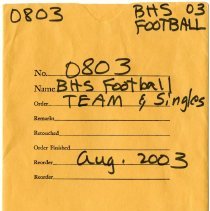 0803
BHS 03
FOOTBALL
No. 0803
Name BHS Football
Order TEAM & Singles
Remarks
Retouched
Order Finished
Reorder Aug. 2003
Reorder